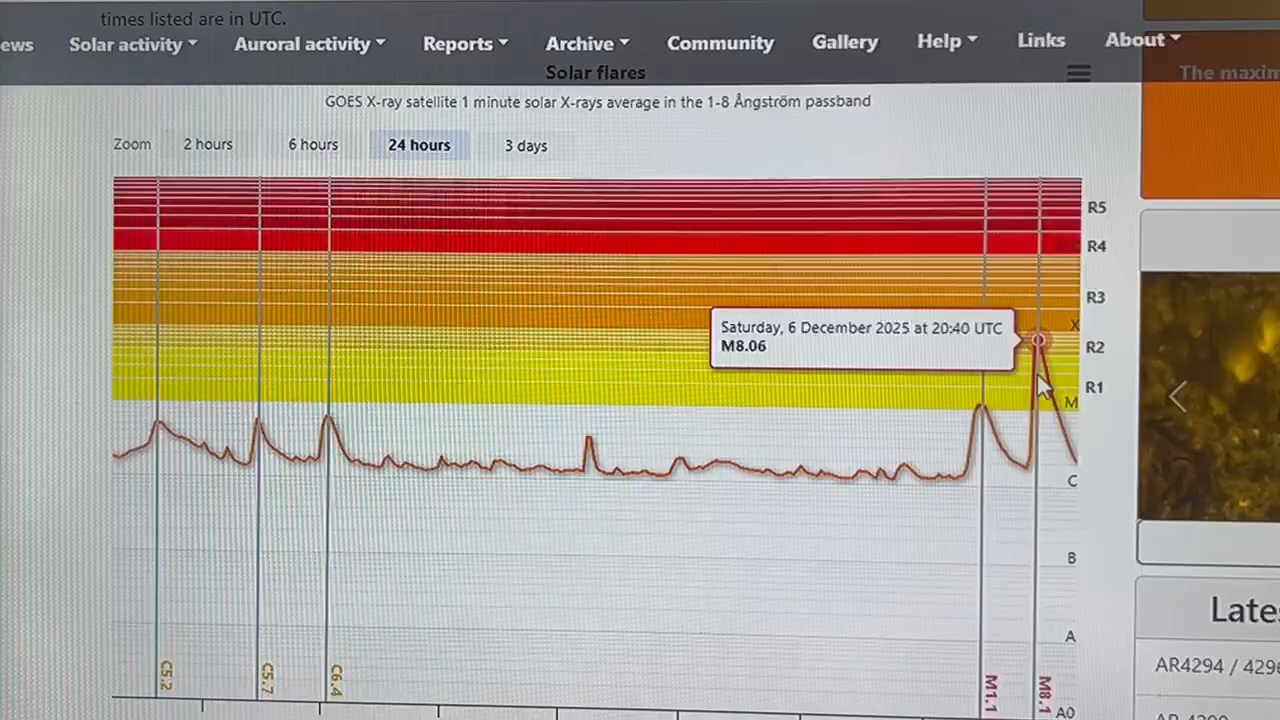 times listed are in UTC.
ews Solar activity Auroral activity Reports Archive Community Gallery Help Links About
Solar flares
The maxim
GOES X-ray satellite 1 minute solar X-rays average in the 1-8 Ångström passband
Zoom 2 hours 6 hours 24 hours 3 days
R5
R4
R3
X
R2
R1
M
Saturday, 6 December 2025 at 20:40 UTC
M8.06
C
B
A
A0
C5.2
C5.7
C6.4
M1.1
M8.1
Late
AR4294 / 429